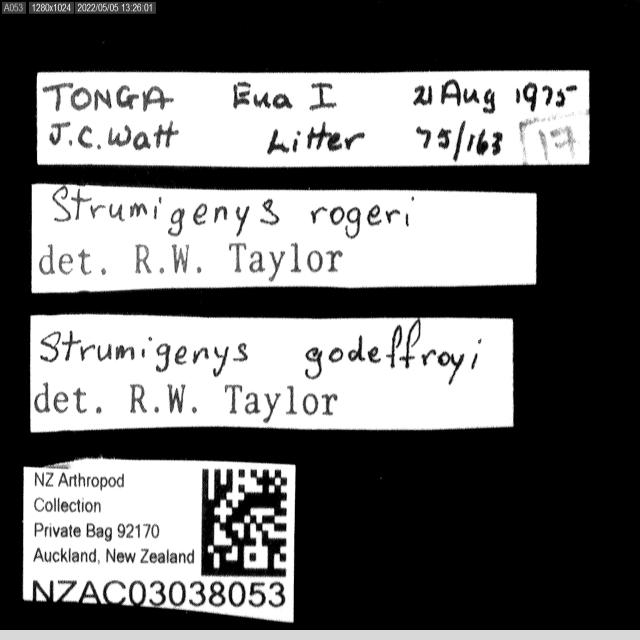 A053 1280x1024 2022/05/05 13:26:01
TONGA Eua I 21 Aug 1975
J.C. Watt Litter 75/163 17
Strumigenys rogeri
det. R.W. Taylor
Strumigenys godeffroyi
det. R.W. Taylor
NZ Arthropod
Collection
Private Bag 92170
Auckland, New Zealand
NZAC03038053